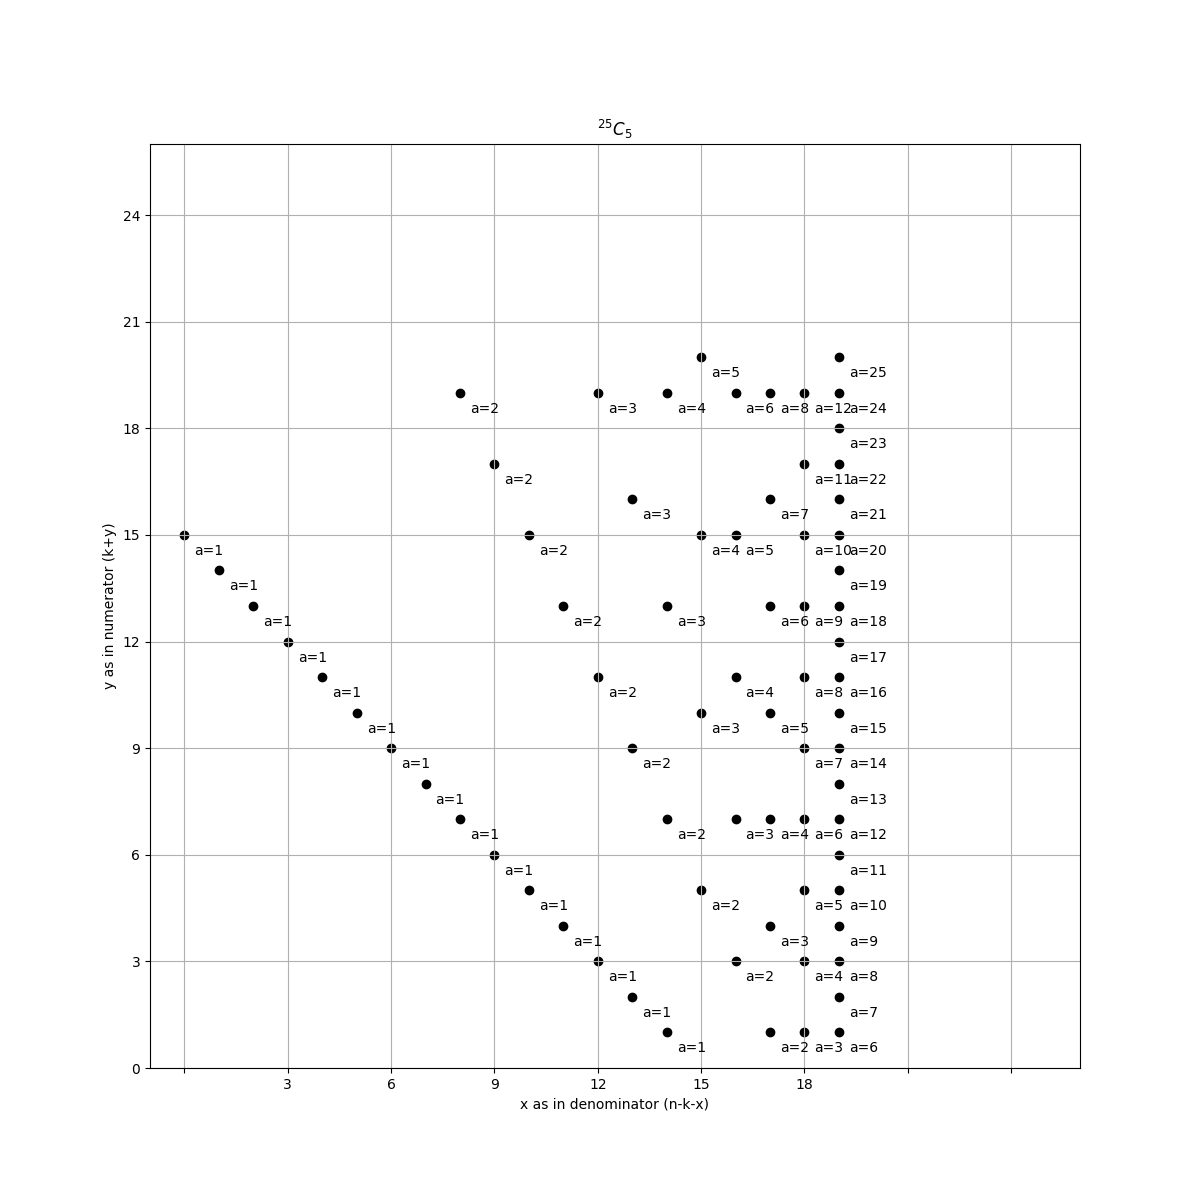 ²⁵C₅
24
21
a=5 a=25
a=2 a=3 a=4 a=6 a=8 a=12 a=24
18
a=23
a=2 a=11 a=22
a=3 a=7 a=21
15
a=1 a=2 a=4 a=5 a=10 a=20
a=1 a=19
a=1 a=2 a=3 a=6 a=9 a=18
12
a=1 a=17
a=1 a=2 a=4 a=8 a=16
a=1 a=3 a=5 a=15
9
a=1 a=2 a=7 a=14
a=1 a=13
a=1 a=2 a=3 a=4 a=6 a=12
6
a=1 a=11
a=1 a=2 a=5 a=10
a=1 a=3 a=9
3
a=1 a=2 a=4 a=8
a=1 a=7
a=1 a=2 a=3 a=6
0
3 6 9 12 15 18
x as in denominator (n-k-x)
y as in numerator (k+y)